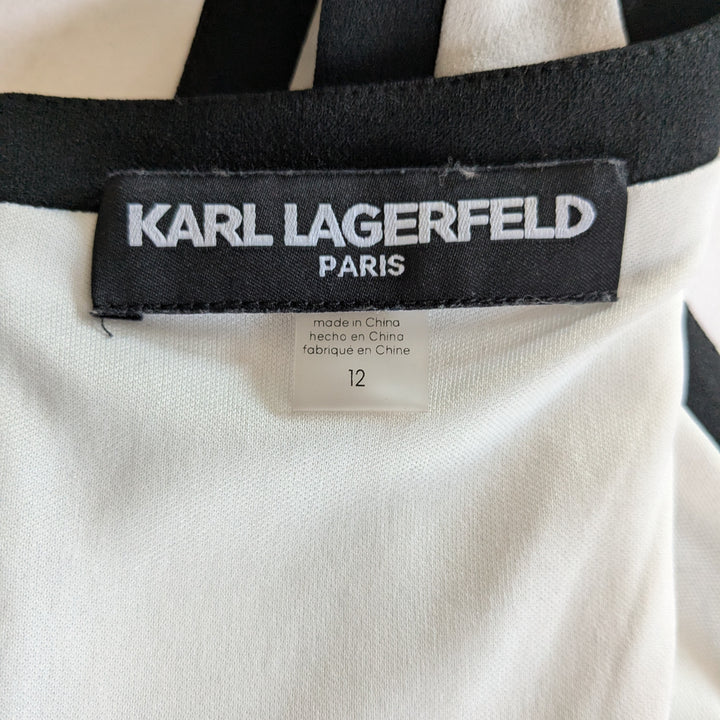 KARL LAGERFELD
PARIS
made in China
hecho en China
fabriqué en Chine
12